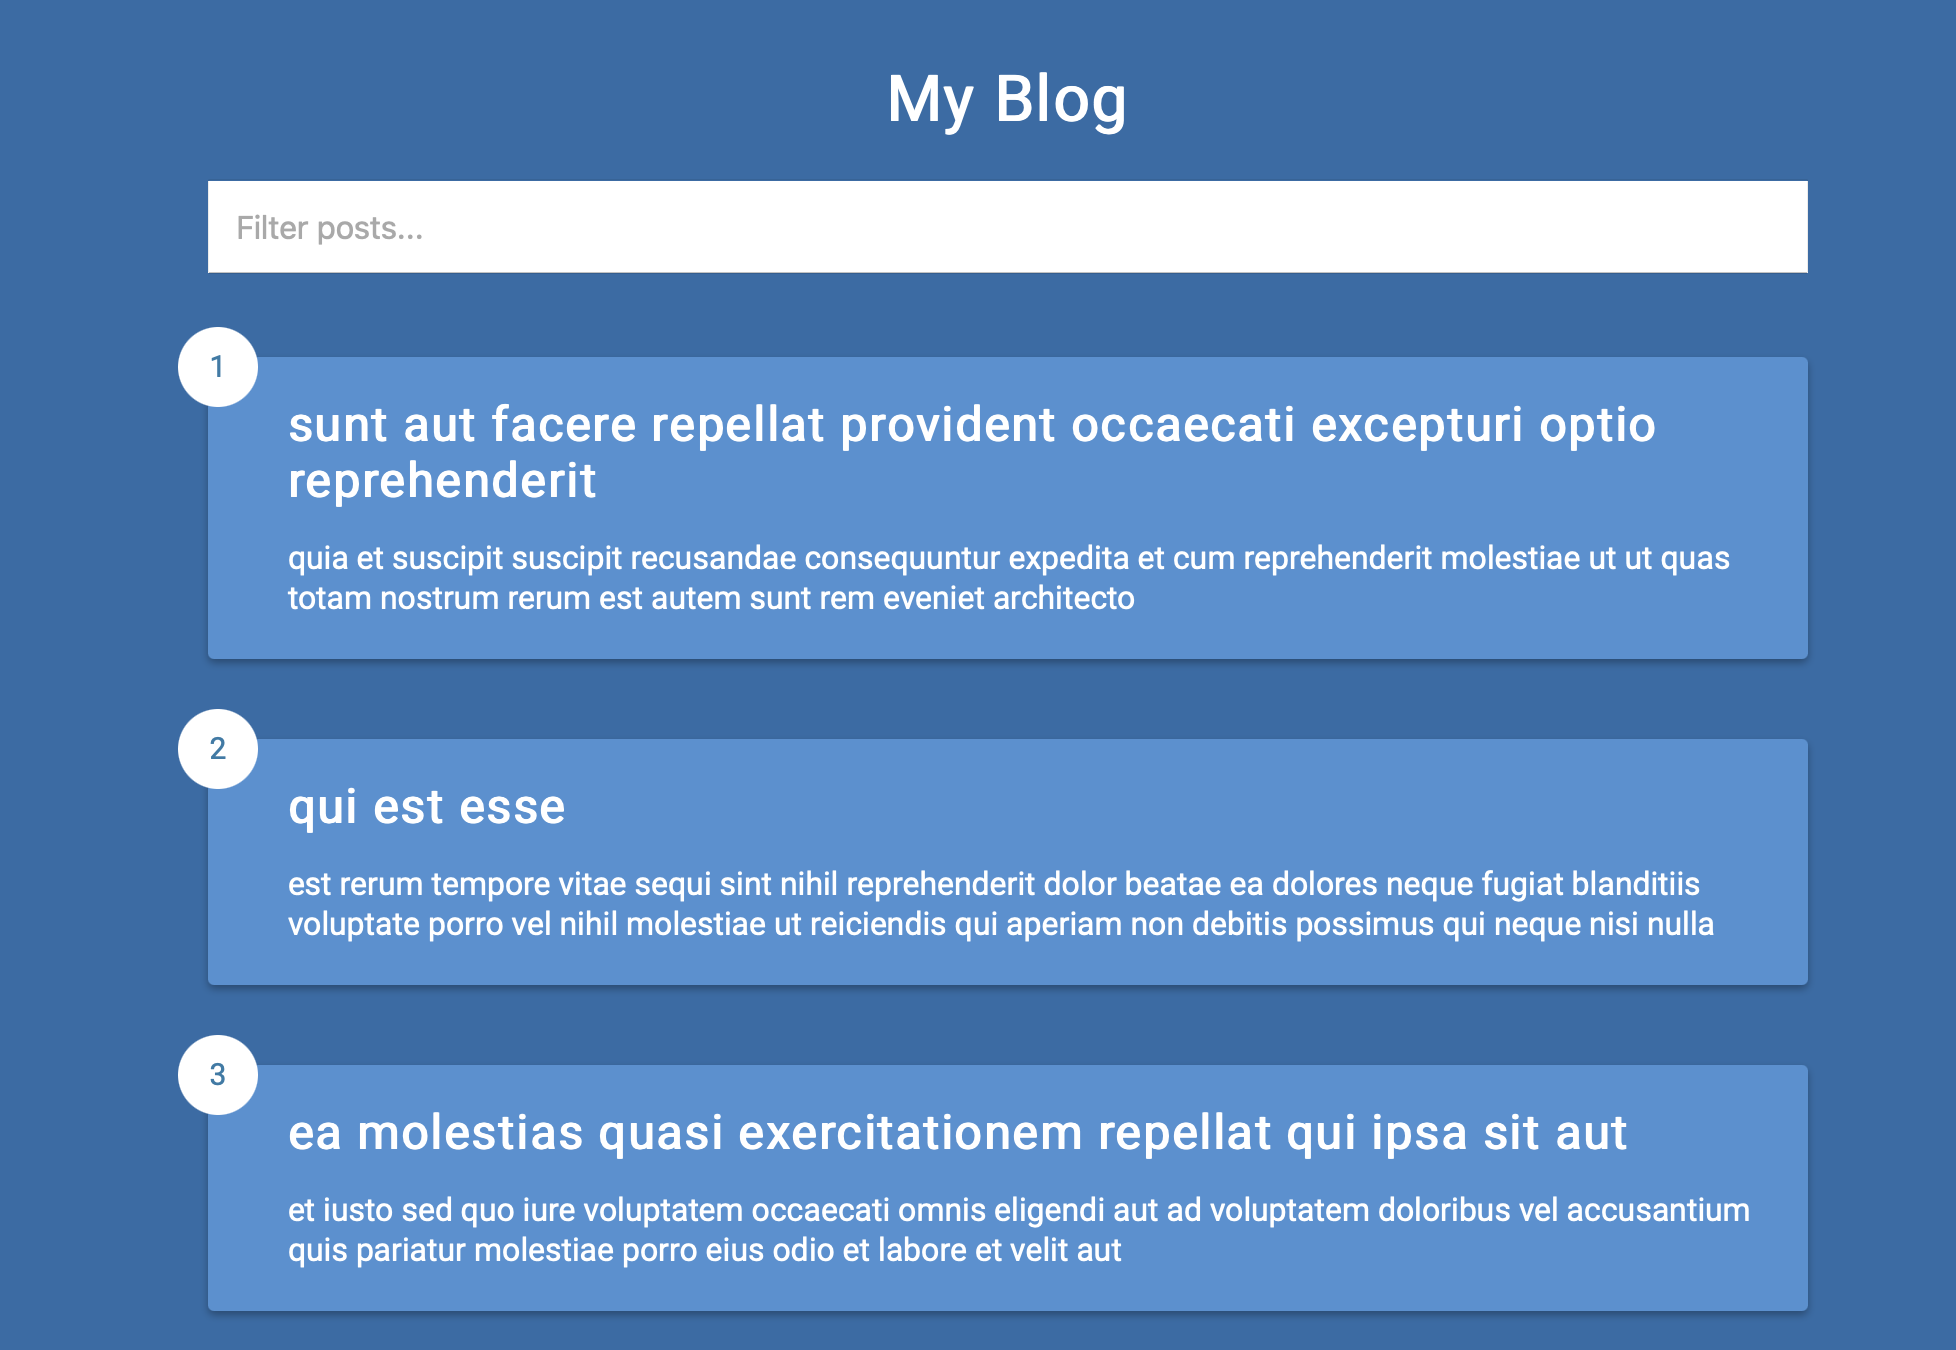 My Blog
Filter posts...
1
sunt aut facere repellat provident occaecati excepturi optio
reprehenderit
quia et suscipit suscipit recusandae consequuntur expedita et cum reprehenderit molestiae ut ut quas
totam nostrum rerum est autem sunt rem eveniet architecto
2
qui est esse
est rerum tempore vitae sequi sint nihil reprehenderit dolor beatae ea dolores neque fugiat blanditiis
voluptate porro vel nihil molestiae ut reiciendis qui aperiam non debitis possimus qui neque nisi nulla
3
ea molestias quasi exercitationem repellat qui ipsa sit aut
et iusto sed quo iure voluptatem occaecati omnis eligendi aut ad voluptatem doloribus vel accusantium
quis pariatur molestiae porro eius odio et labore et velit aut